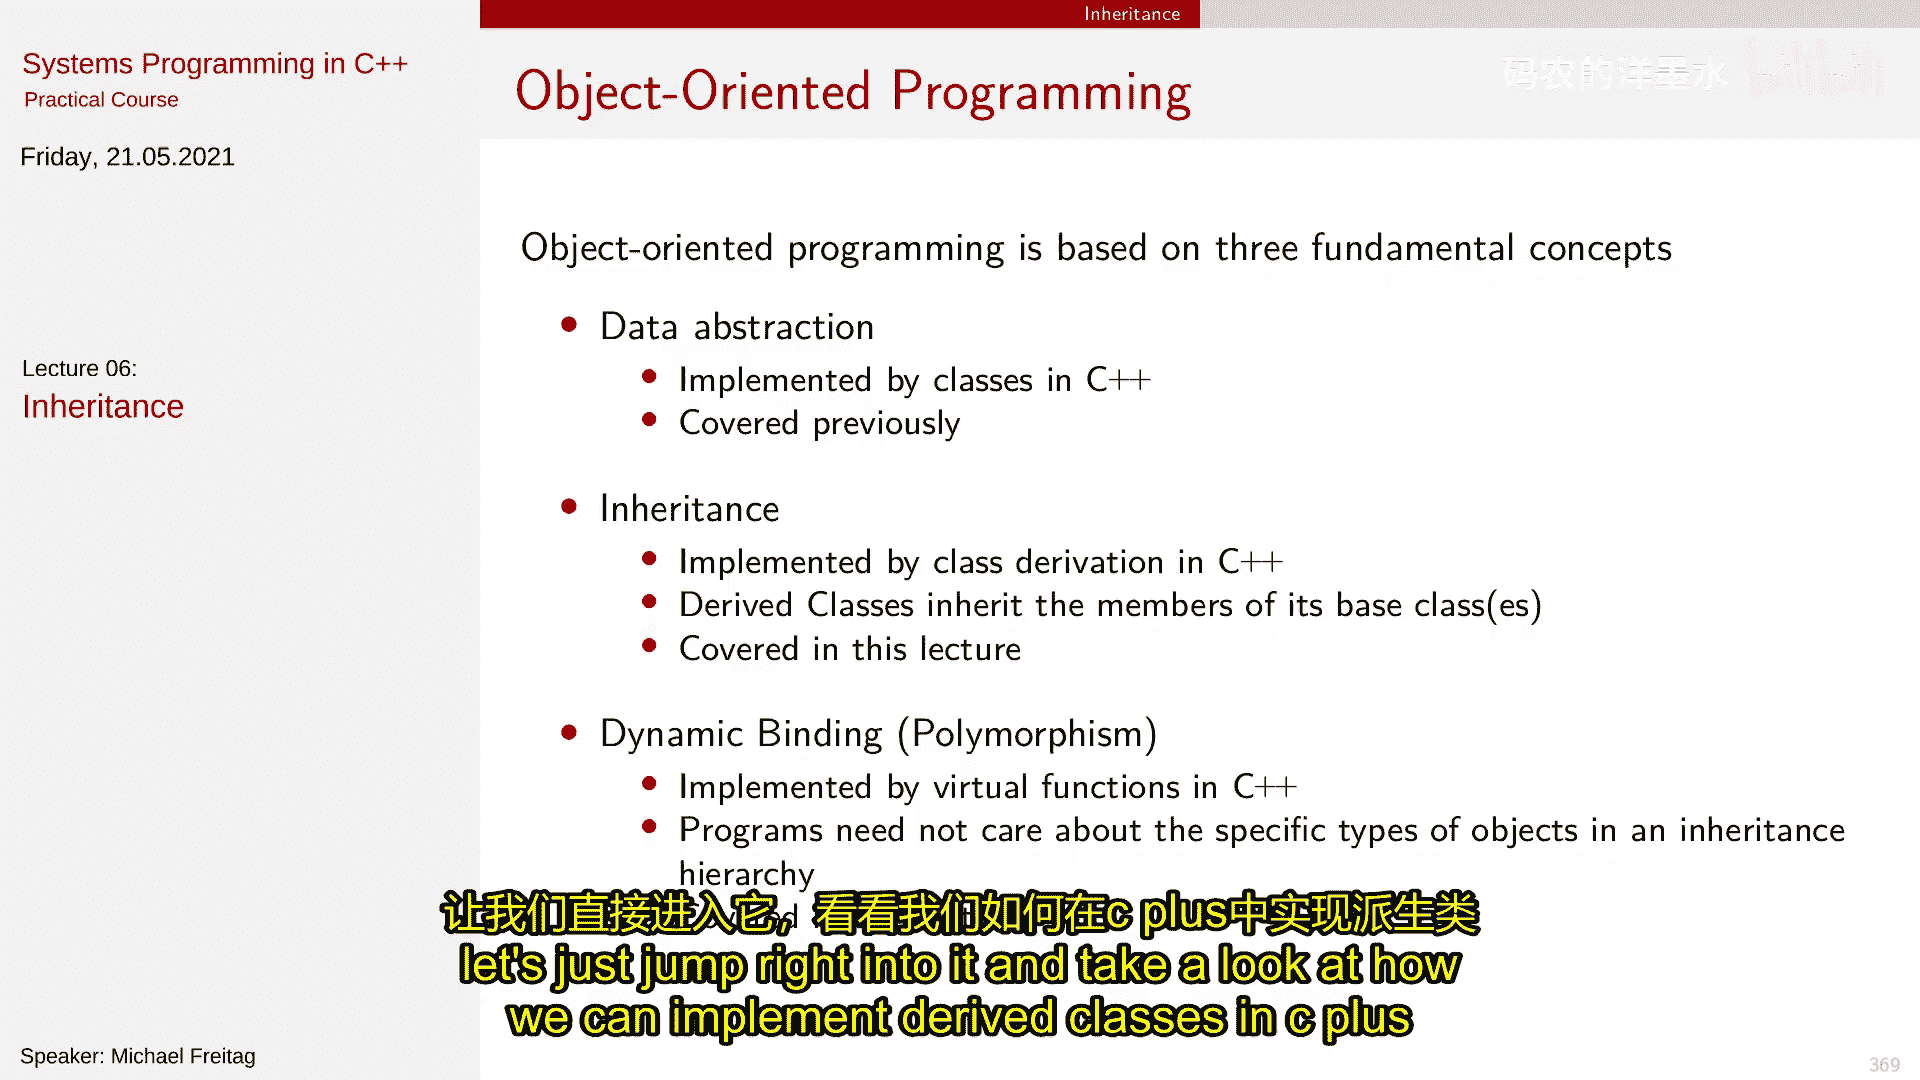 Inheritance
Systems Programming in C++
Practical Course
Friday, 21.05.2021
Lecture 06:
Inheritance
码农的洋墨水
Object-Oriented Programming
Object-oriented programming is based on three fundamental concepts
• Data abstraction
• Implemented by classes in C++
• Covered previously
• Inheritance
• Implemented by class derivation in C++
• Derived Classes inherit the members of its base class(es)
• Covered in this lecture
• Dynamic Binding (Polymorphism)
• Implemented by virtual functions in C++
• Programs need not care about the specific types of objects in an inheritance
hierarchy
让我们直接进入它，看看我们如何在c plus中实现派生类
let's just jump right into it and take a look at how
we can implement derived classes in c plus
Speaker: Michael Freitag
369